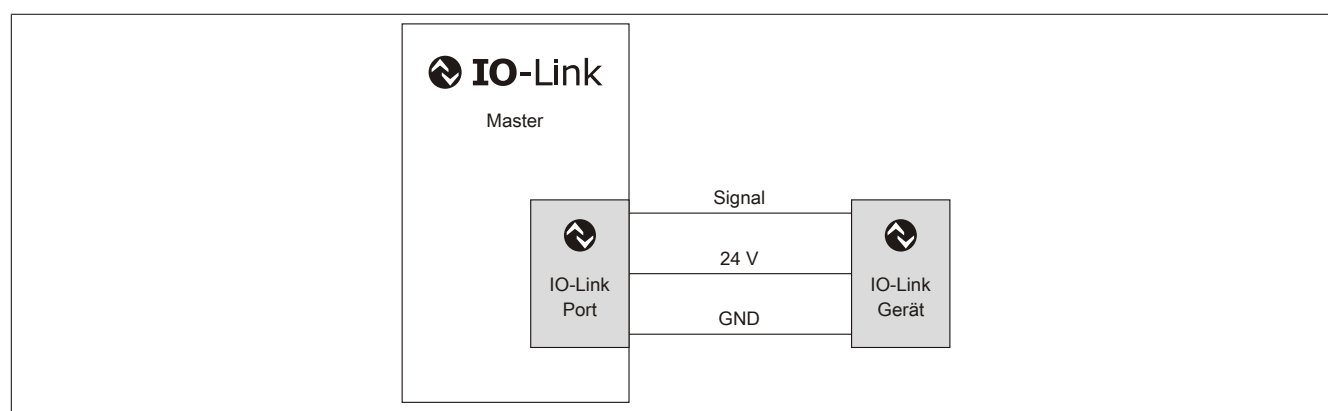 IO-Link
Master
Signal
24 V
GND
IO-Link
Port
IO-Link
Gerät